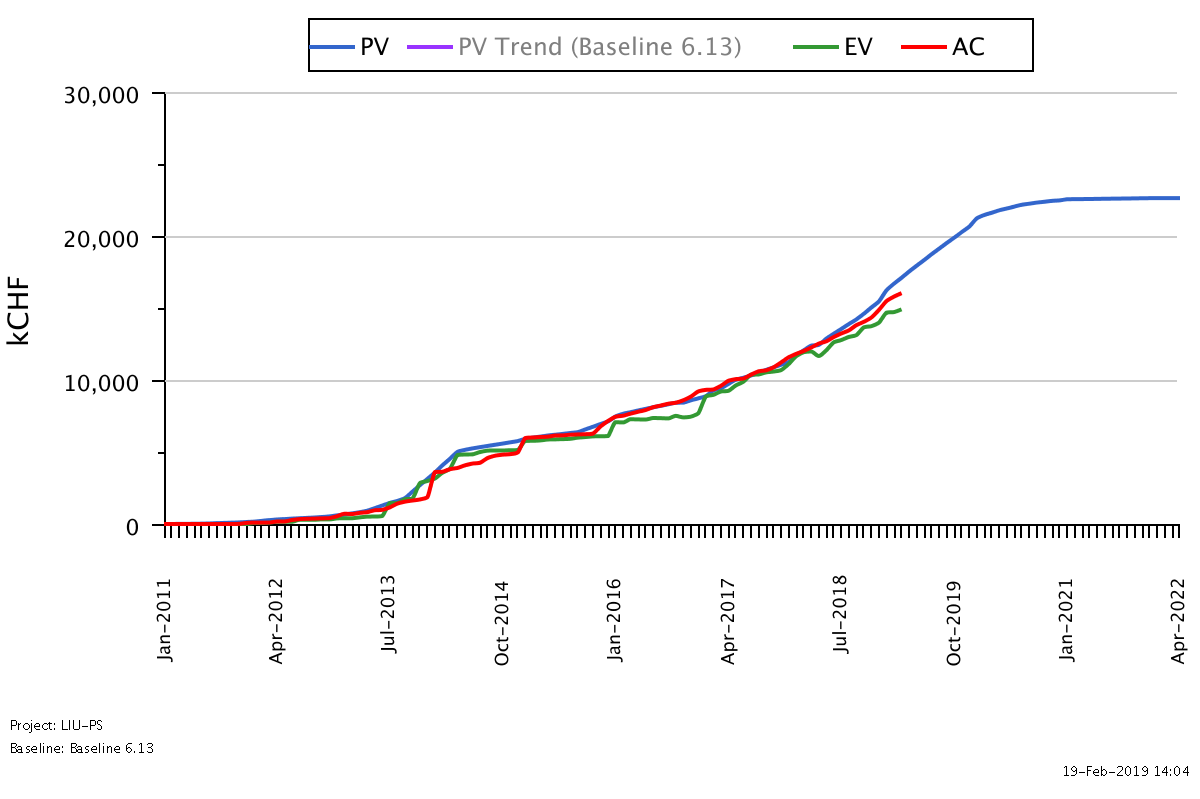 PV PV Trend (Baseline 6.13) EV AC
30,000
20,000
kCHF
10,000
0
Jan-2011 Apr-2012 Jul-2013 Oct-2014 Jan-2016 Apr-2017 Jul-2018 Oct-2019 Jan-2021 Apr-2022
Project: LIU-PS
Baseline: Baseline 6.13
19-Feb-2019 14:04